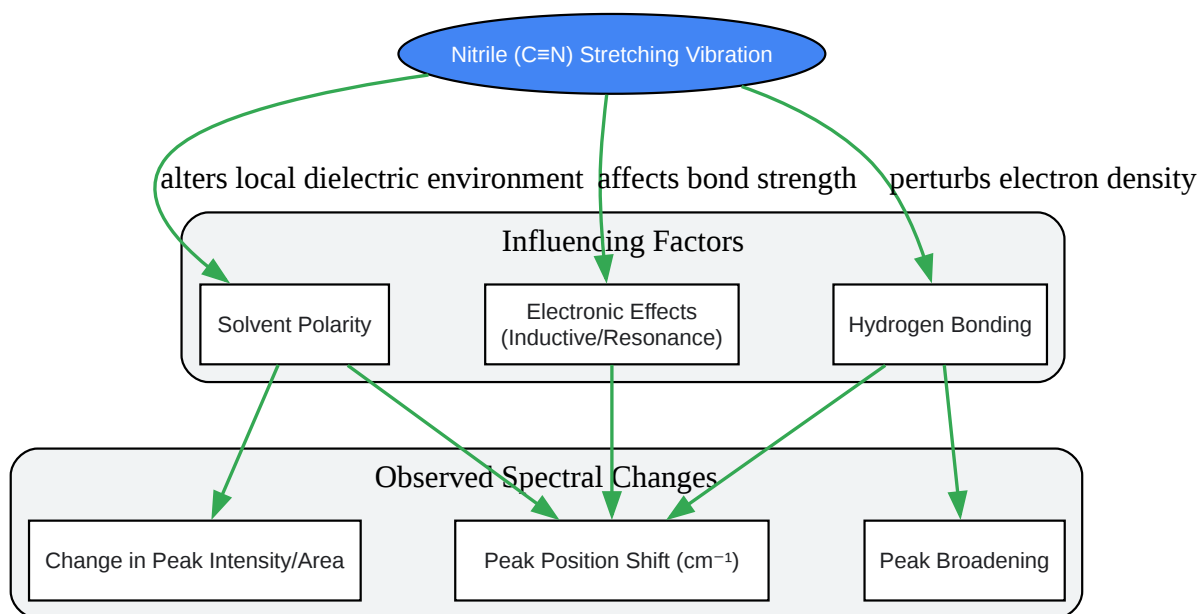 Nitrile (C≡N) Stretching Vibration
alters local dielectric environment
affects bond strength
perturbs electron density
Influencing Factors
Solvent Polarity
Electronic Effects
(Inductive/Resonance)
Hydrogen Bonding
Observed Spectral Changes
Change in Peak Intensity/Area
Peak Position Shift (cm⁻¹)
Peak Broadening